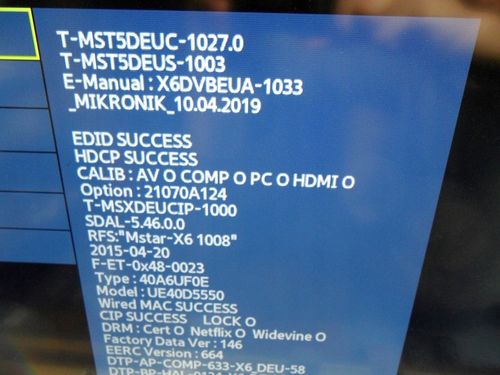 T-MST5DEUC-1027.0
T-MST5DEUS-1003
E-Manual : X6DVBEUA-1033
_MIKRONIK_10.04.2019
EDID SUCCESS
HDCP SUCCESS
CALIB : AV O COMP O PC O HDMI O
Option : 21070A124
T-MSXDEUCIP-1000
SDAL-5.46.0.0
RFS:"Mstar-X6 1008"
2015-04-20
F-ET-0x48-0023
Type : 40A6UF0E
Model : UE40D5550
Wired MAC SUCCESS
CIP SUCCESS LOCK O
DRM : Cert O Netflix O Widevine O
Factory Data Ver : 146
EERC Version : 664
DTP-AP-COMP-633-X6_DEU-58